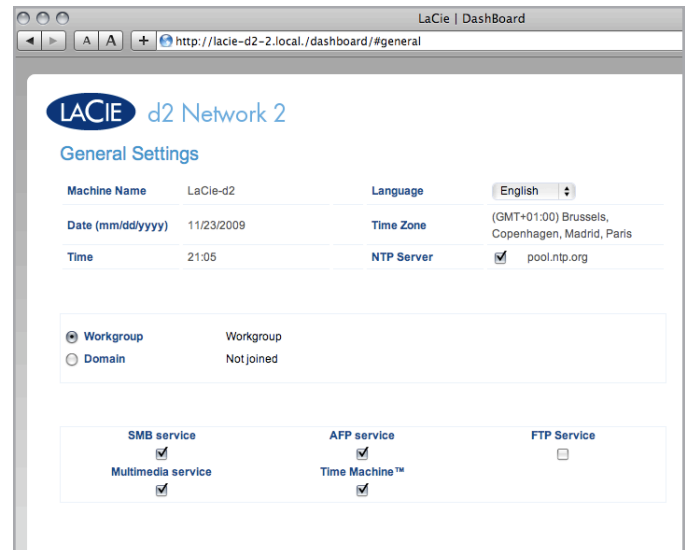 LaCie | DashBoard
A A + http://lacie-d2-2.local./dashboard/#general
LACIE d2 Network 2
General Settings
Machine Name LaCie-d2 Language English
Date (mm/dd/yyyy) 11/23/2009 Time Zone (GMT+01:00) Brussels,
Copenhagen, Madrid, Paris
Time 21:05 NTP Server pool.ntp.org
Workgroup Workgroup
Domain Not joined
SMB service AFP service FTP Service
Multimedia service Time Machine™